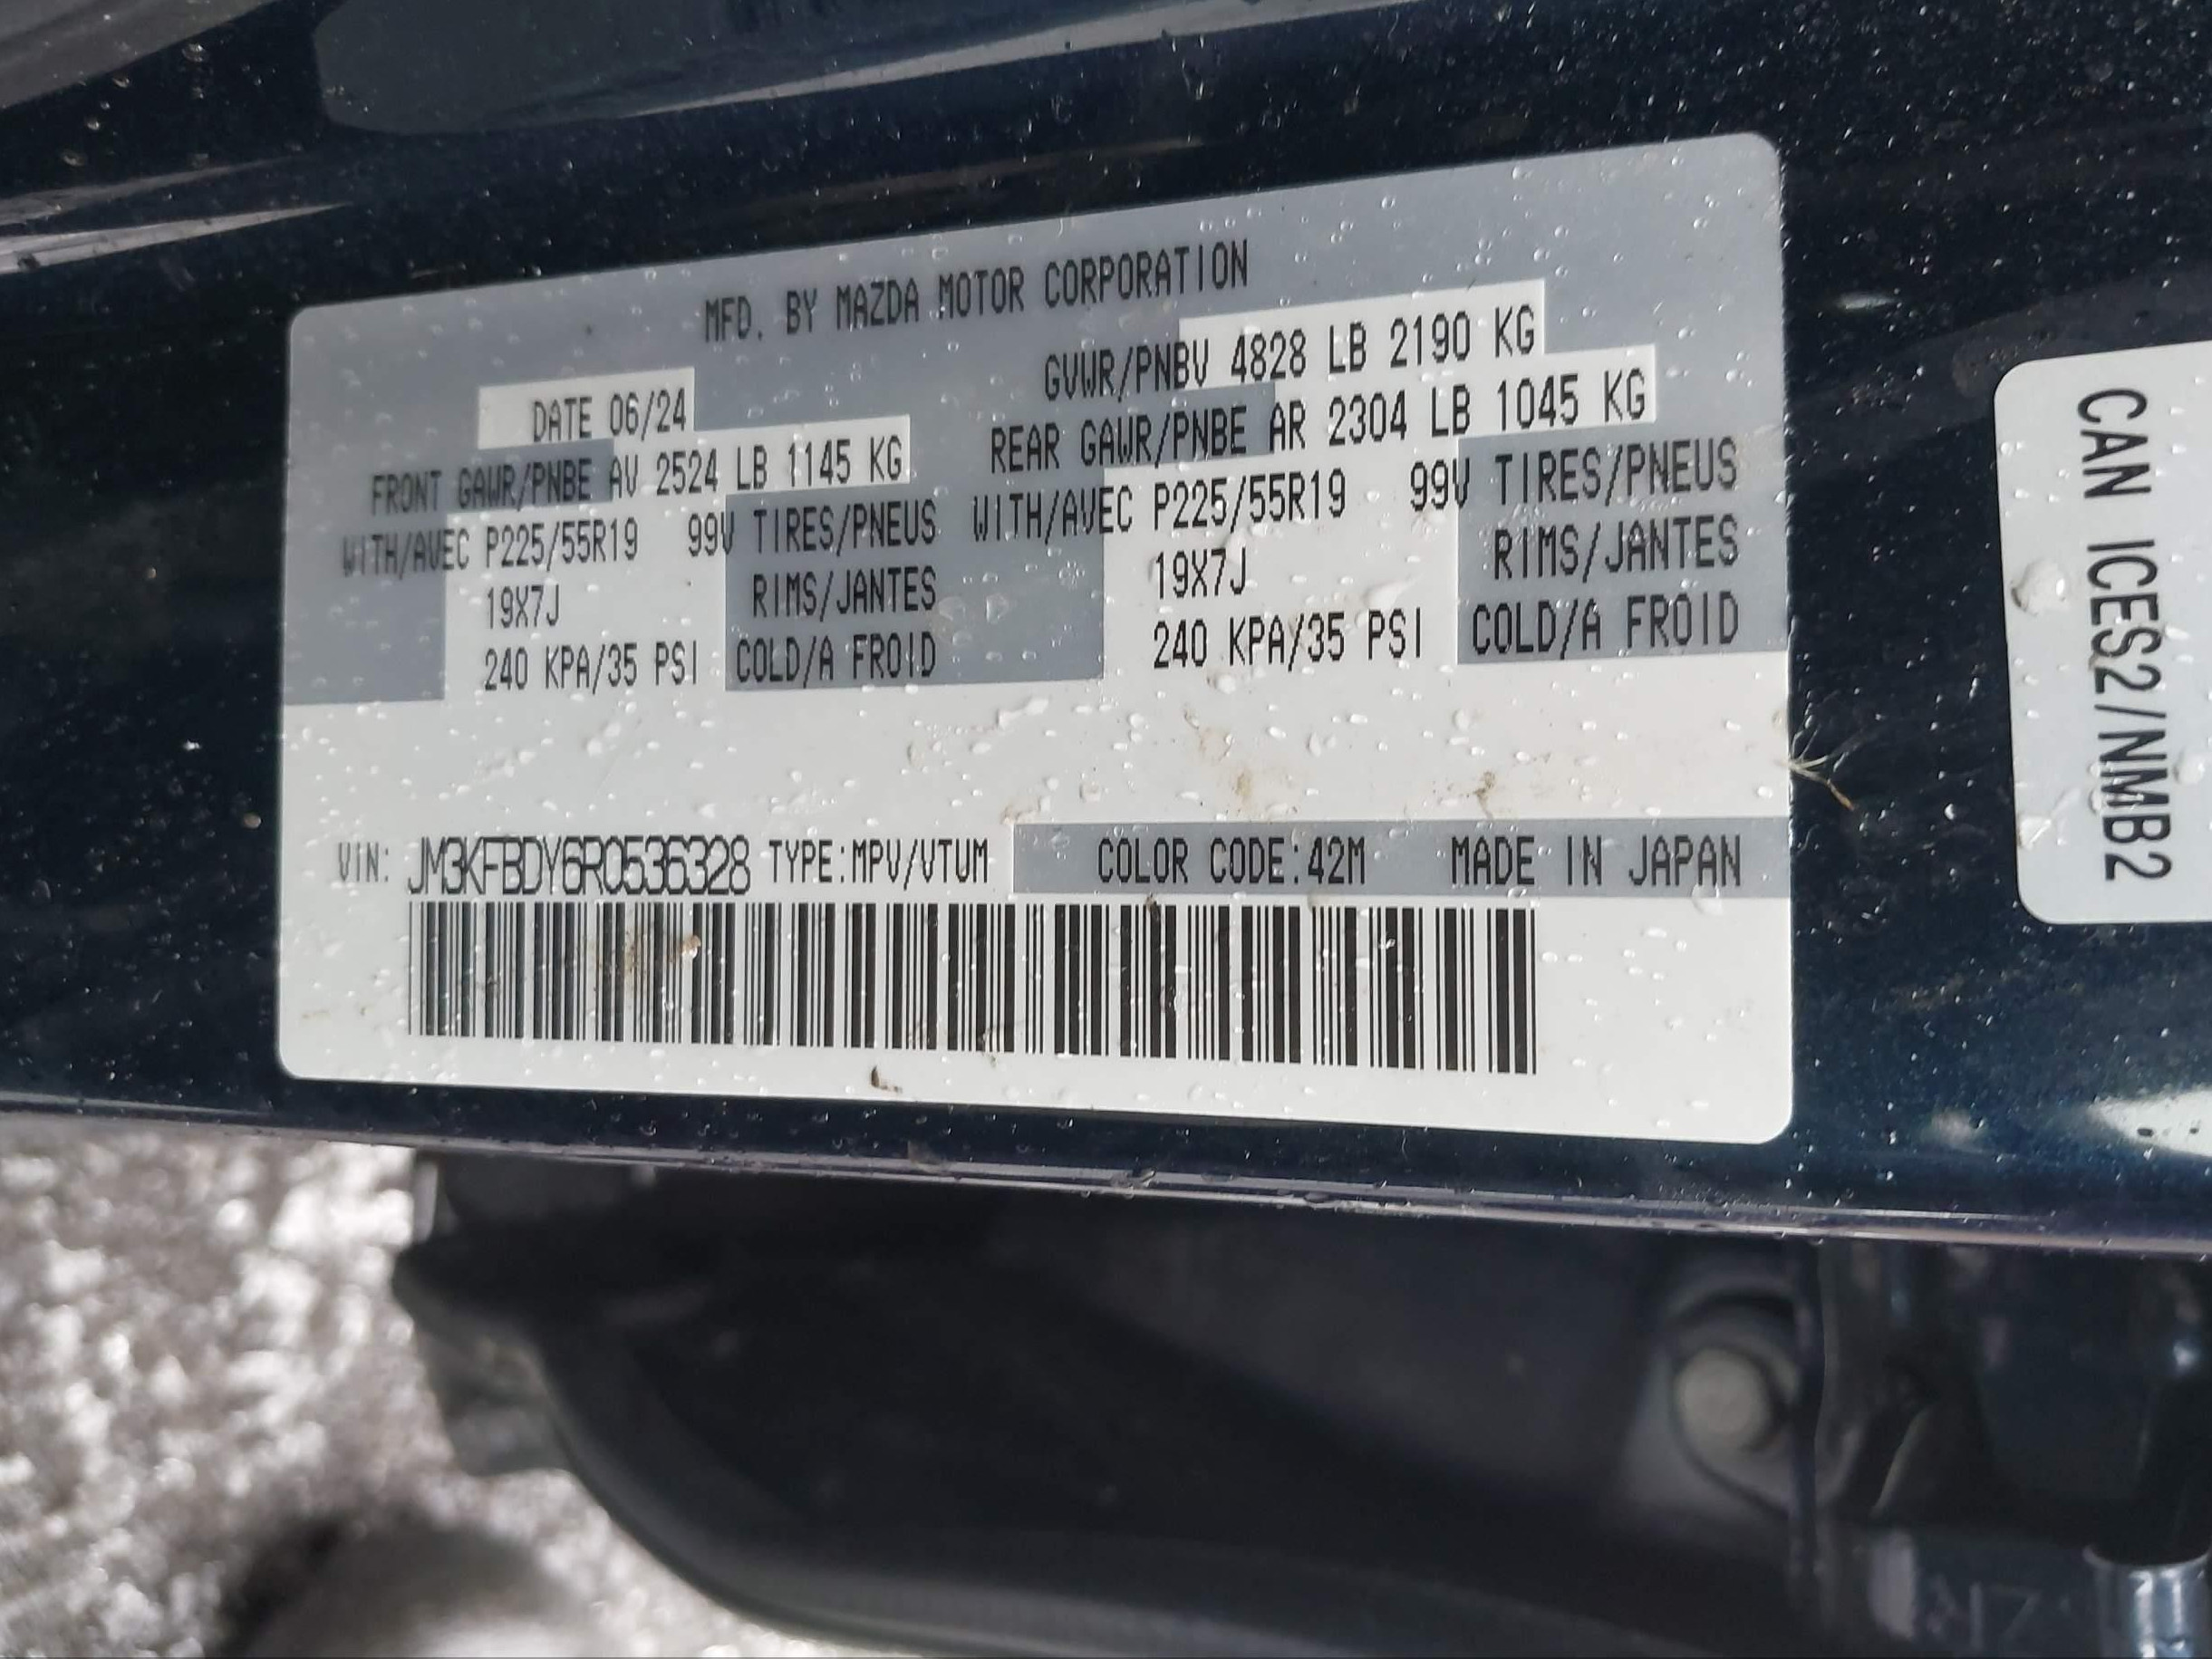 MFD. BY MAZDA MOTOR CORPORATION
DATE 06/24
GVWR/PNBV 4828 LB 2190 KG
FRONT GAWR/PNBE AV 2524 LB 1145 KG
REAR GAWR/PNBE AR 2304 LB 1045 KG
WITH/AVEC P225/55R19 99V TIRES/PNEUS
WITH/AVEC P225/55R19 99V TIRES/PNEUS
19X7J RIMS/JANTES
19X7J RIMS/JANTES
240 KPA/35 PSI COLD/A FROID
240 KPA/35 PSI COLD/A FROID
VIN: JM3KFBDY6R0536328 TYPE:MPV/VTUM COLOR CODE:42M MADE IN JAPAN
CAN ICES2/NMB2